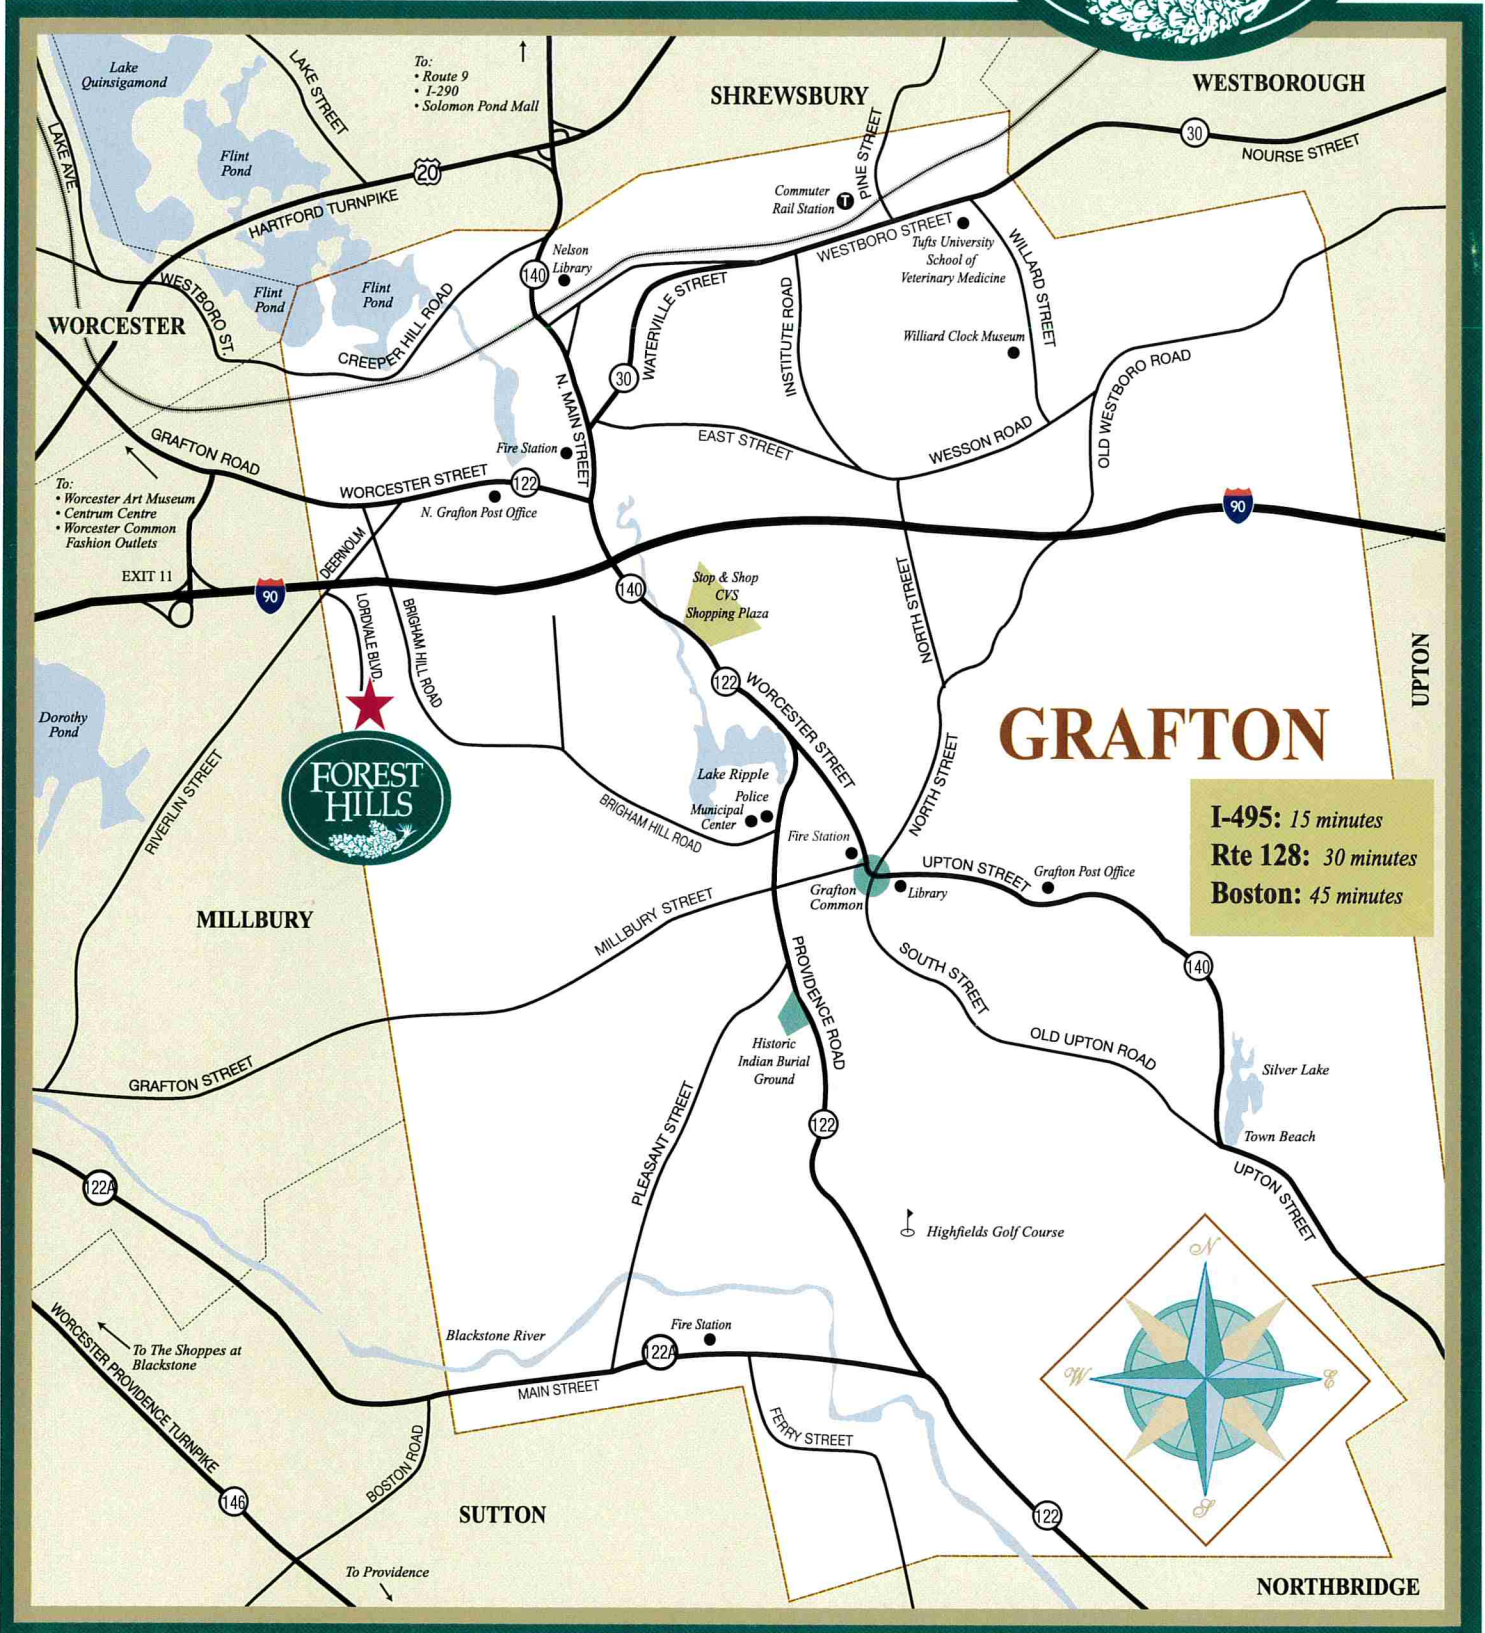 Lake
Quinsigamond
LAKE STREET
To:
• Route 9
• I-290
• Solomon Pond Mall
SHREWSBURY
WESTBOROUGH
LAKE AVE.
Flint
Pond
20
HARTFORD TURNPIKE
PINE STREET
30
NOURSE STREET
Commuter
Rail Station
T
WESTBORO STREET
Tufts University
School of
Veterinary Medicine
WILLARD STREET
Nelson
Library
140
WESTBORO ST.
Flint
Pond
Flint
Pond
CREEPER HILL ROAD
WORCESTER
WATERVILLE STREET
30
INSTITUTE ROAD
Williard Clock Museum
OLD WESTBORO ROAD
N. MAIN STREET
EAST STREET
WESSON ROAD
GRAFTON ROAD
Fire Station
WORCESTER STREET
122
N. Grafton Post Office
To:
• Worcester Art Museum
• Centrum Centre
• Worcester Common
Fashion Outlets
EXIT 11
90
DEERNOLM
90
140
Stop & Shop
CVS
Shopping Plaza
LORDVALE BLVD.
BRIGHAM HILL ROAD
NORTH STREET
UPTON
122
WORCESTER STREET
Dorothy
Pond
GRAFTON
FOREST
HILLS
RIVERLIN STREET
Lake Ripple
Police
Municipal
Center
BRIGHAM HILL ROAD
NORTH STREET
I-495: 15 minutes
Rte 128: 30 minutes
Boston: 45 minutes
Fire Station
UPTON STREET
Grafton Post Office
Grafton
Common
Library
MILLBURY
MILLBURY STREET
PROVIDENCE ROAD
SOUTH STREET
140
Historic
Indian Burial
Ground
OLD UPTON ROAD
GRAFTON STREET
Silver Lake
Town Beach
PLEASANT STREET
122
UPTON STREET
122A
Highfields Golf Course
N
W
E
S
WORCESTER PROVIDENCE TURNPIKE
To The Shoppes at
Blackstone
Blackstone River
Fire Station
122A
MAIN STREET
FERRY STREET
BOSTON ROAD
146
SUTTON
122
To Providence
NORTHBRIDGE